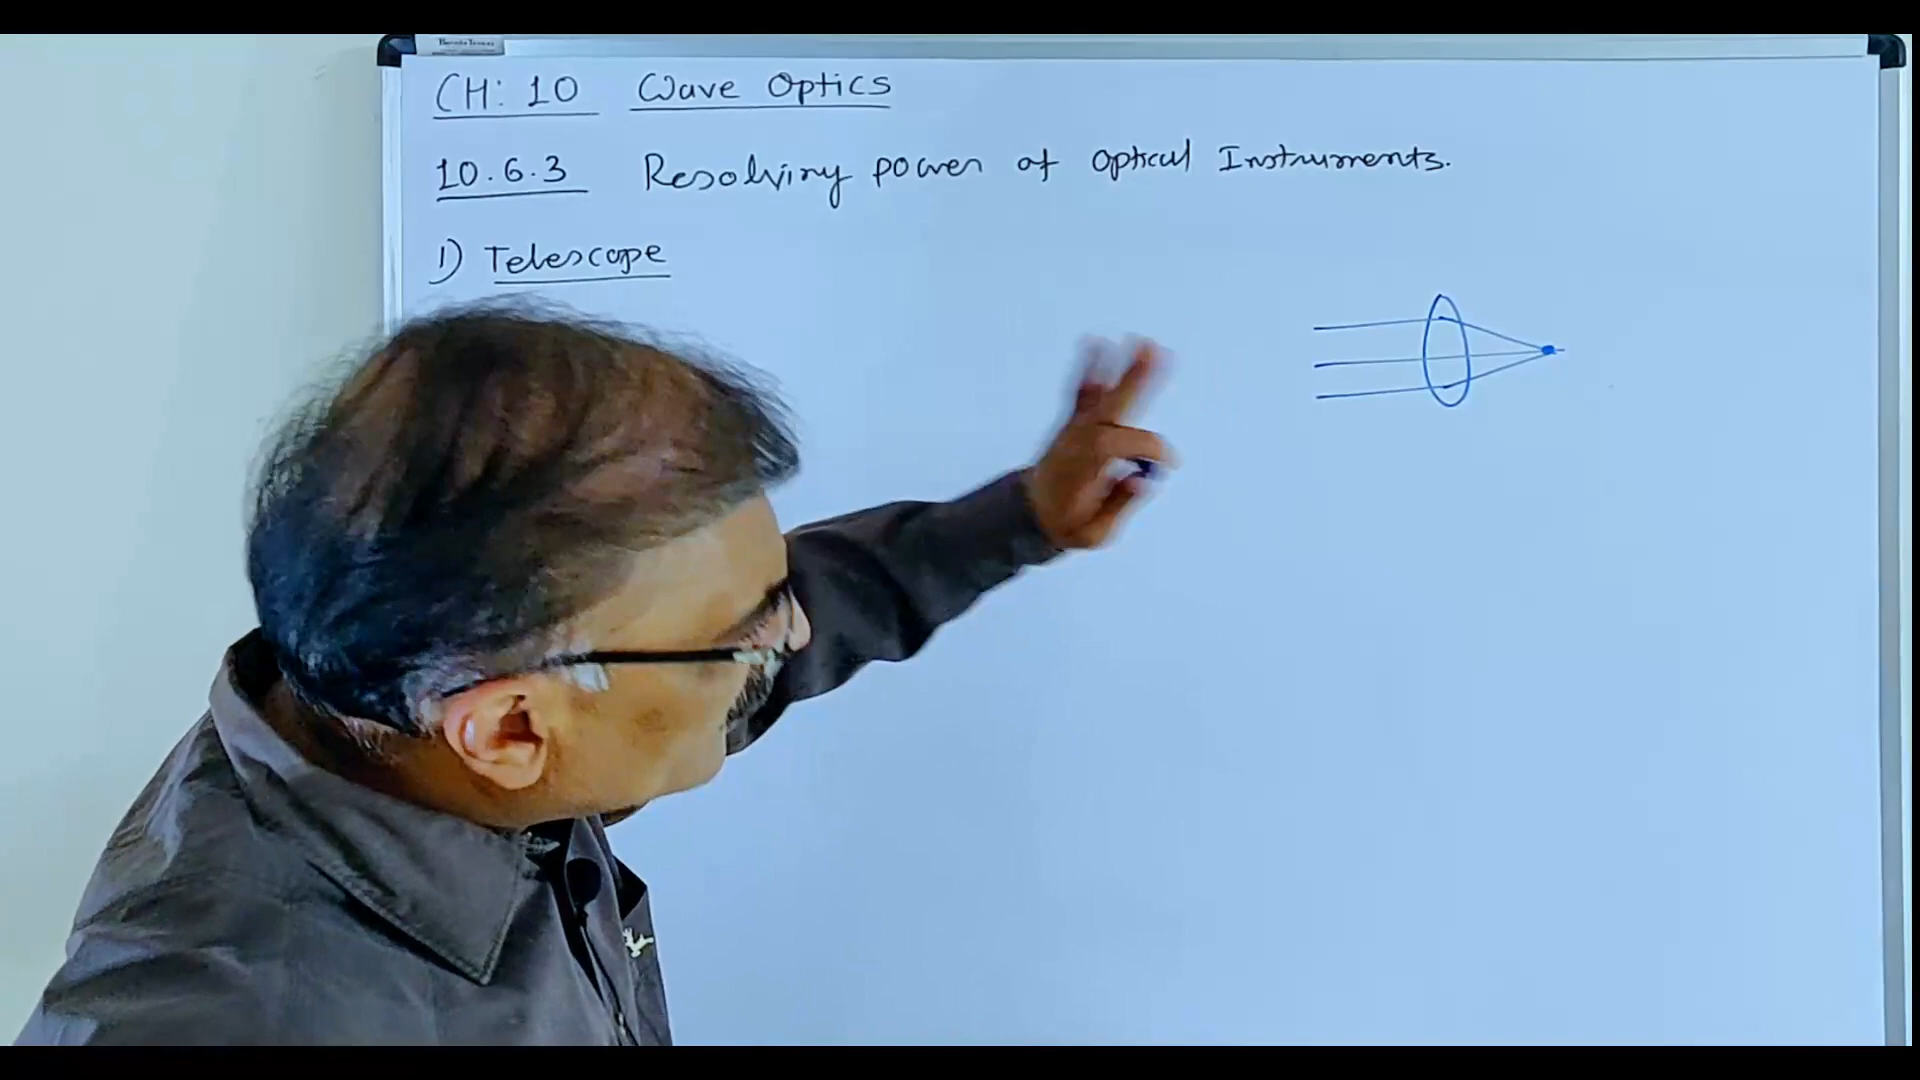 CH: 10 Wave Optics
10.6.3 Resolving power of Optical Instruments.
1) Telescope